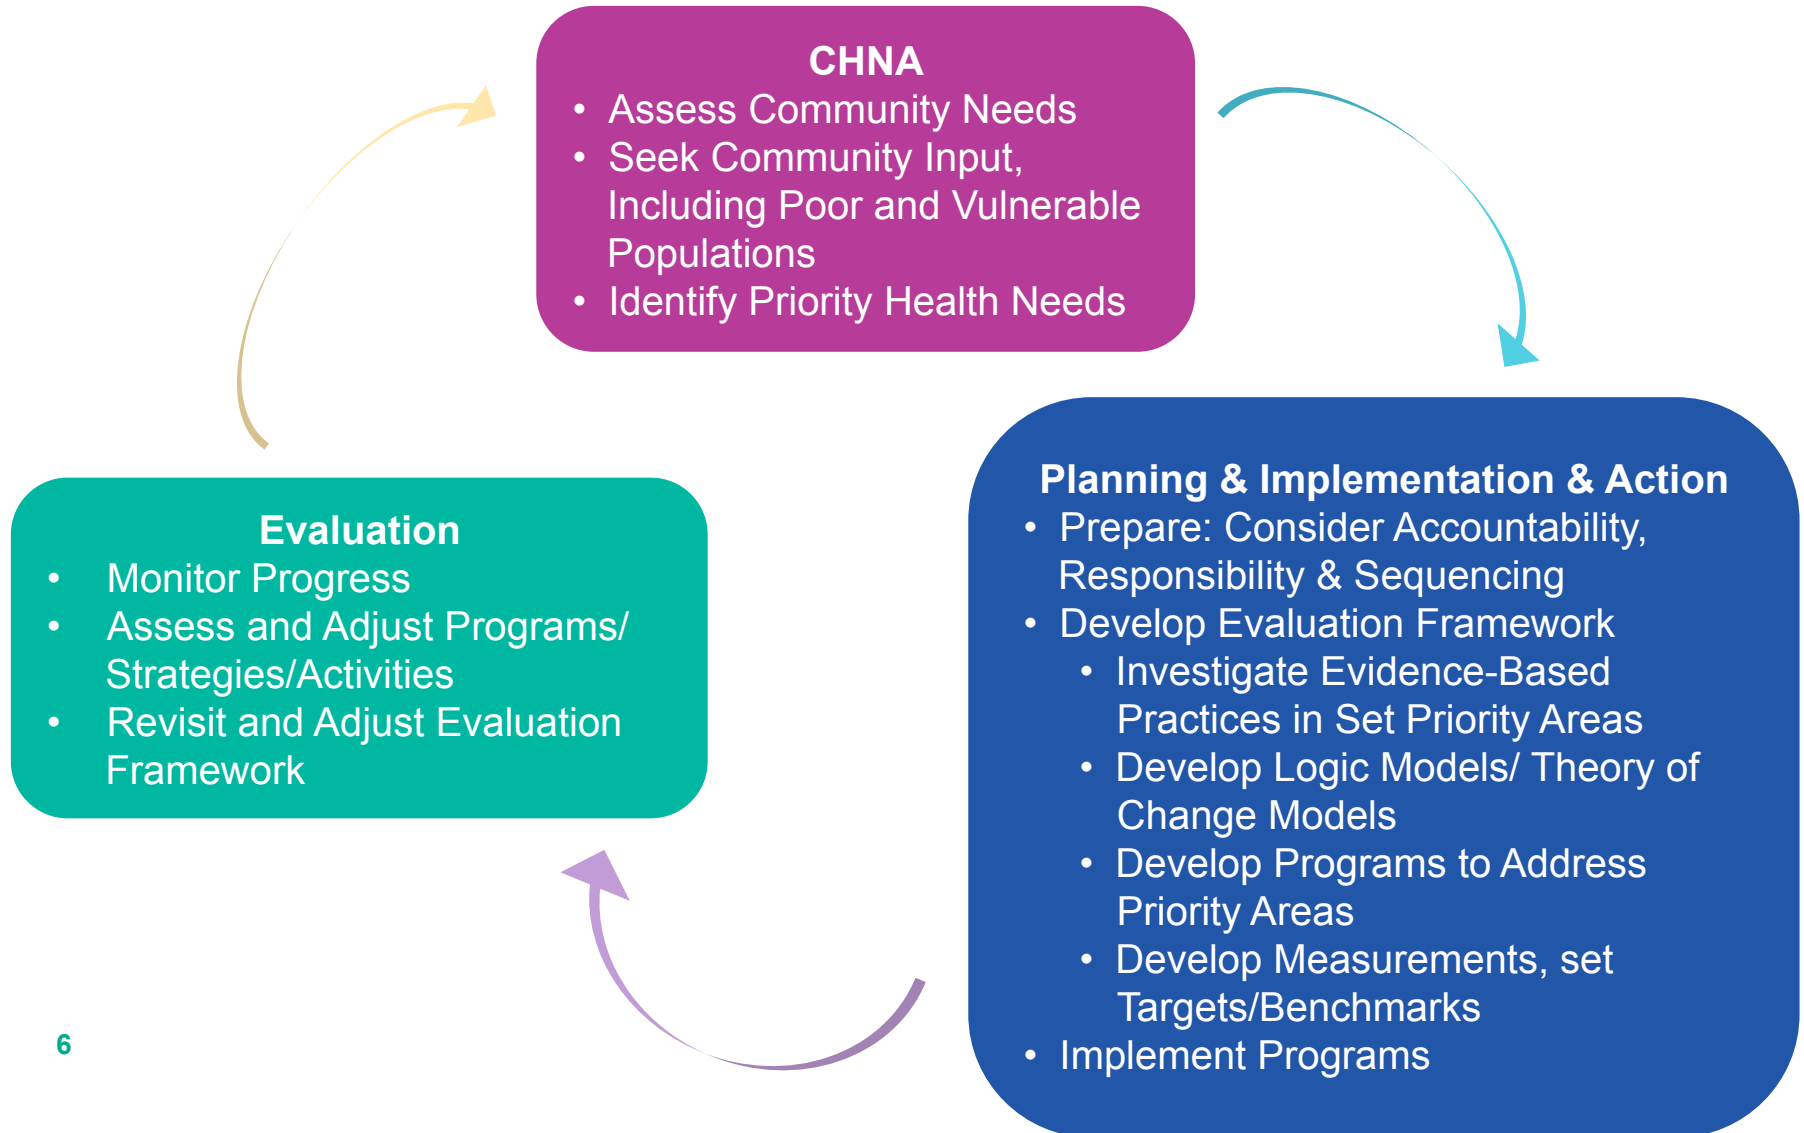 CHNA
• Assess Community Needs
• Seek Community Input,
Including Poor and Vulnerable
Populations
• Identify Priority Health Needs
Planning & Implementation & Action
• Prepare: Consider Accountability,
Responsibility & Sequencing
• Develop Evaluation Framework
• Investigate Evidence-Based
Practices in Set Priority Areas
• Develop Logic Models/ Theory of
Change Models
• Develop Programs to Address
Priority Areas
• Develop Measurements, set
Targets/Benchmarks
• Implement Programs
Evaluation
• Monitor Progress
• Assess and Adjust Programs/
Strategies/Activities
• Revisit and Adjust Evaluation
Framework
6